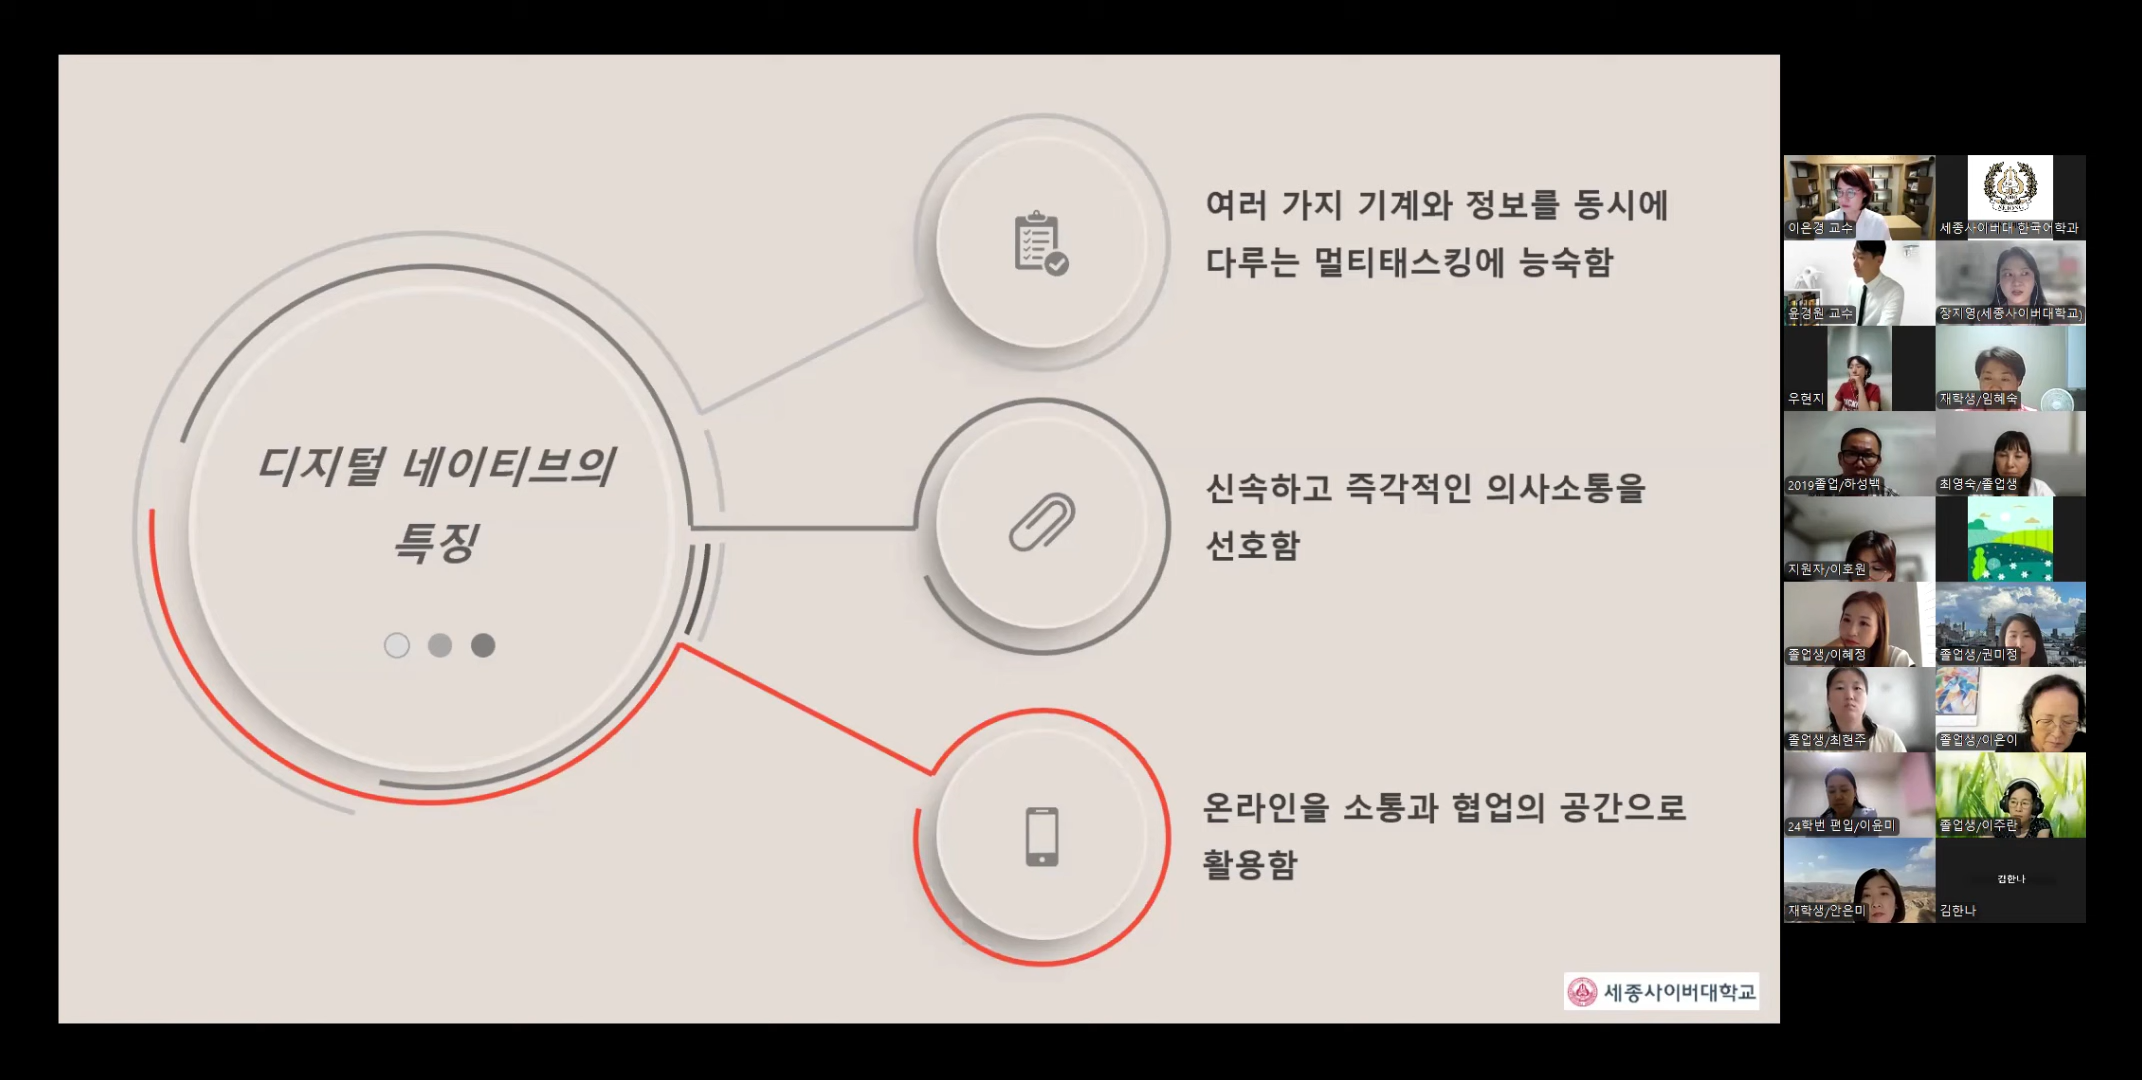 디지털 네이티브의
특징
여러 가지 기계와 정보를 동시에
다루는 멀티태스킹에 능숙함
신속하고 즉각적인 의사소통을
선호함
온라인을 소통과 협업의 공간으로
활용함
세종사이버대학교
이은경 교수
세종사이버대 한국어학과
윤경원 교수
장지영(세종사이버대학교)
우현지
재학생/임혜숙
2019졸업/하성백
최영숙/졸업생
지원자/이호원
졸업생/이혜정
졸업생/권미정
졸업생/최현주
졸업생/이은이
24학번 편입/이윤미
졸업생/이주란
재학생/안은미
김한나
김한나